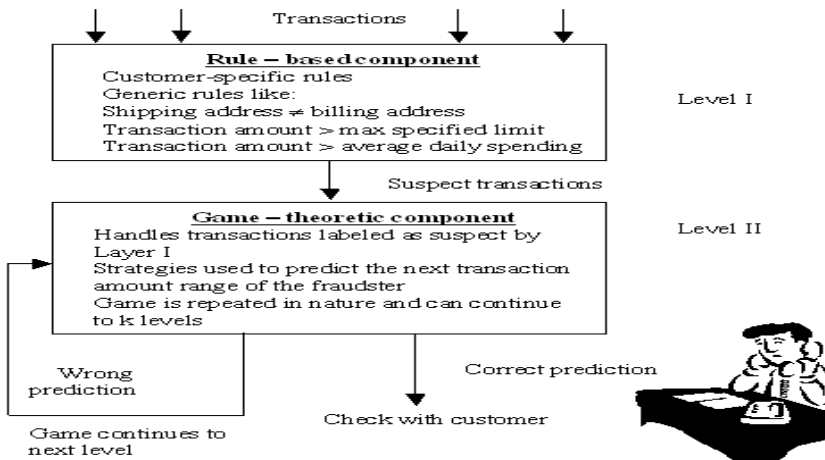 Transactions
Rule – based component
Customer-specific rules
Generic rules like:
Shipping address ≠ billing address
Transaction amount > max specified limit
Transaction amount > average daily spending
Level I
Suspect transactions
Game – theoretic component
Handles transactions labeled as suspect by
Layer I
Strategies used to predict the next transaction
amount range of the fraudster
Game is repeated in nature and can continue
to k levels
Level II
Wrong
prediction
Correct prediction
Check with customer
Game continues to
next level